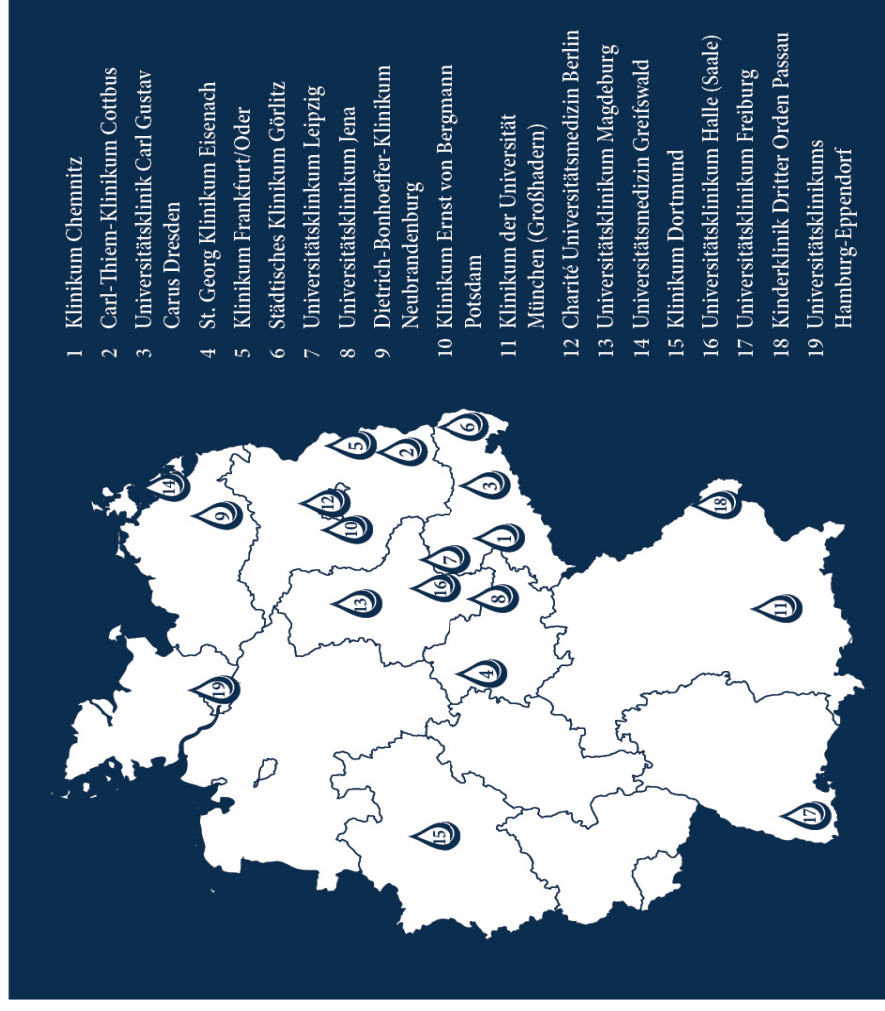 1 Klinikum Chemnitz
2 Carl-Thiem-Klinikum Cottbus
3 Universitätsklinik Carl Gustav
Carus Dresden
4 St. Georg Klinikum Eisenach
5 Klinikum Frankfurt/Oder
6 Städtisches Klinikum Görlitz
7 Universitätsklinkum Leipzig
8 Universitätsklinikum Jena
9 Dietrich-Bonhoeffer-Klinikum
Neubrandenburg
10 Klinikum Ernst von Bergmann
Potsdam
11 Klinikum der Universität
München (Großhadern)
12 Charité Universitätsmedizin Berlin
13 Universitätsklinikum Magdeburg
14 Universitätsmedizin Greifswald
15 Klinikum Dortmund
16 Universitätsklinikum Halle (Saale)
17 Universitätsklinikum Freiburg
18 Kinderklinik Dritter Orden Passau
19 Universitätsklinikums
Hamburg-Eppendorf
14
9
19
12
5
10
13
2
15
16
7
6
4
8
3
1
18
11
17